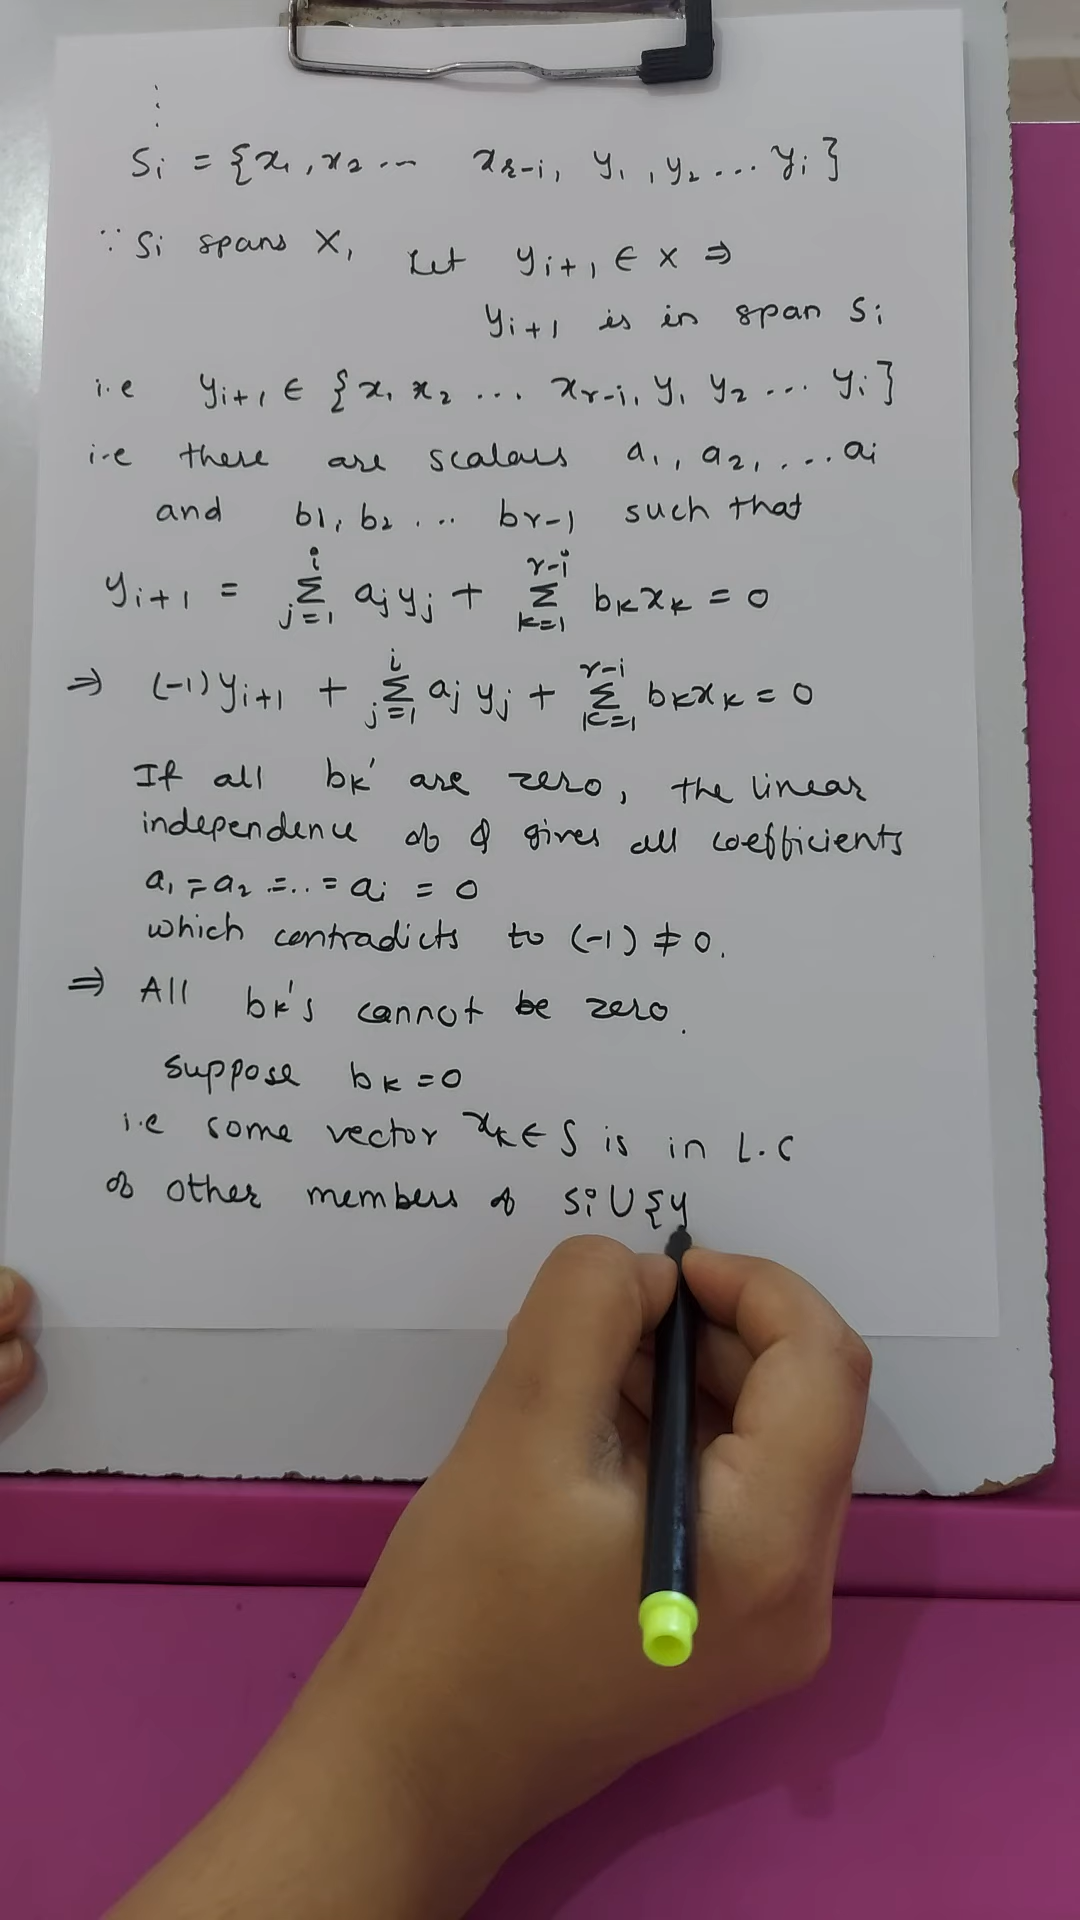 ⋮
Si = {x1, x2 ... xr-i, y1, y2 ... yi}
∵ Si spans X, Let yi+1 ∈ X ⇒
yi+1 is in span Si
i.e yi+1 ∈ {x1 x2 ... xr-i, y1 y2 ... yi}
i.e there are scalars a1, a2, ... ai
and b1, b2 ... br-1 such that
yi+1 = i Σ j=1 aj yj + r-i Σ k=1 bk xk = 0
⇒ (-1) yi+1 + i Σ j=1 aj yj + r-i Σ k=1 bk xk = 0
If all bk' are zero, the linear
independence of Q gives all coefficients
a1 = a2 = .. = ai = 0
which contradicts to (-1) ≠ 0.
⇒ All bk's cannot be zero.
Suppose bk = 0
i.e some vector xk ∈ S is in L.C
of other members of Si ∪ {y